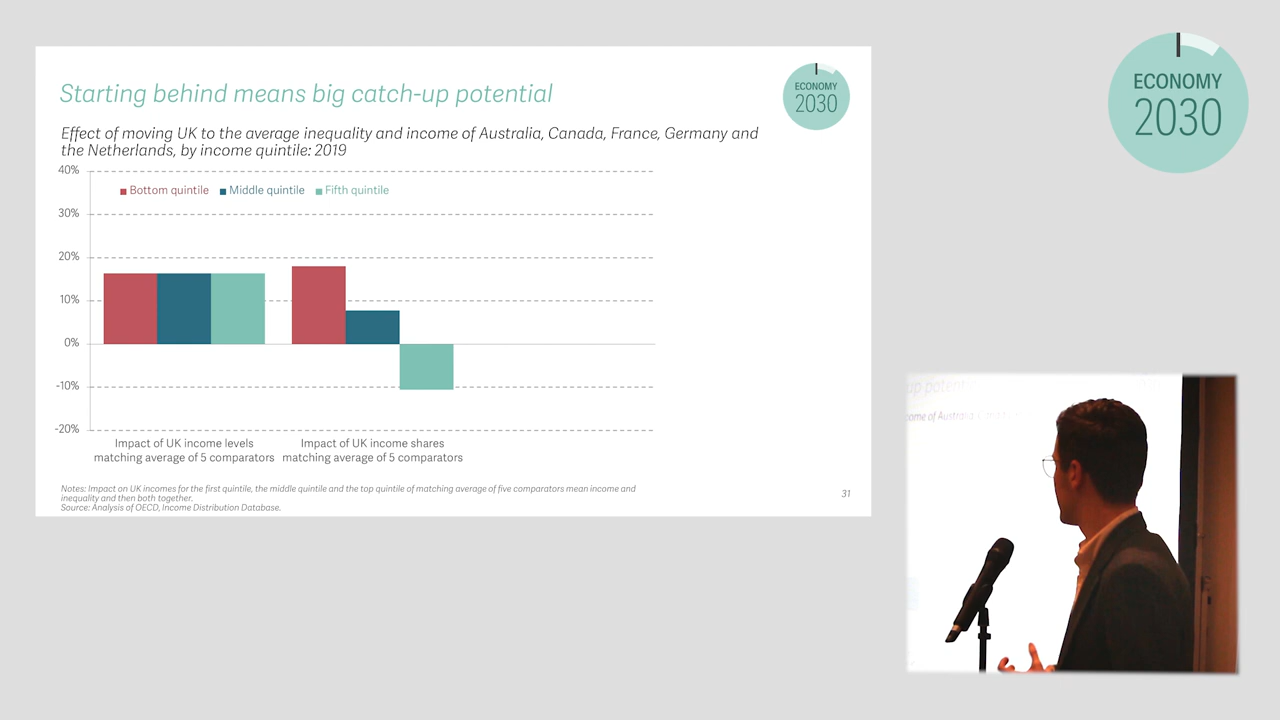 Starting behind means big catch-up potential
ECONOMY
2030
Effect of moving UK to the average inequality and income of Australia, Canada, France, Germany and
the Netherlands, by income quintile: 2019
40%
Bottom quintile Middle quintile Fifth quintile
30%
20%
10%
0%
-10%
-20%
Impact of UK income levels
matching average of 5 comparators
Impact of UK income shares
matching average of 5 comparators
Notes: Impact on UK incomes for the first quintile, the middle quintile and the top quintile of matching average of five comparators mean income and
inequality and then both together.
Source: Analysis of OECD, Income Distribution Database.
31
ECONOMY
2030
up potenti
ome of Australia